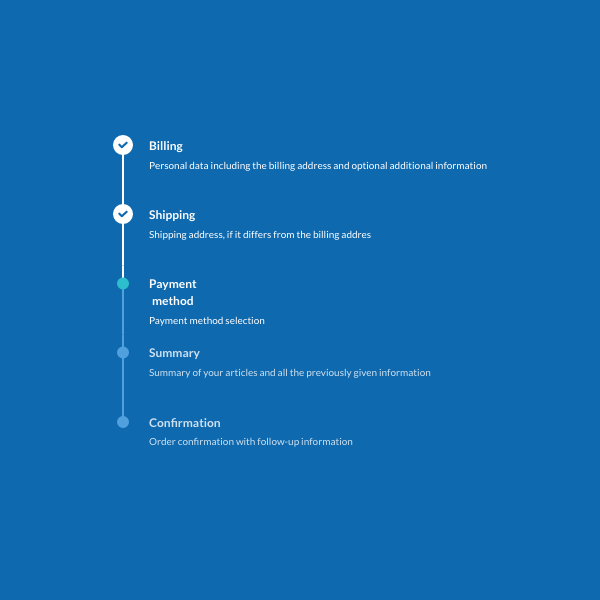 Billing
Personal data including the billing address and optional additional information
Shipping
Shipping address, if it differs from the billing addres
Payment
method
Payment method selection
Summary
Summary of your articles and all the previously given information
Confirmation
Order confirmation with follow-up information